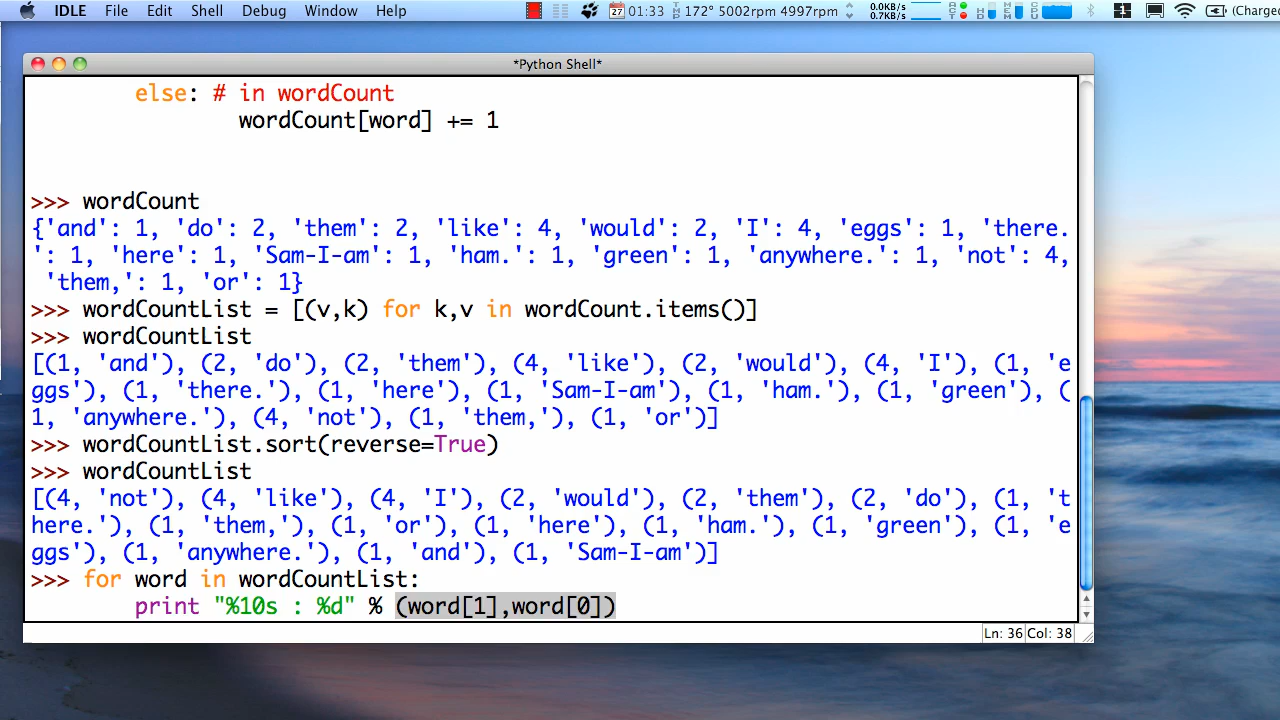 IDLE File Edit Shell Debug Window Help 27 01:33 TMP 172° 5002rpm 4997rpm 0.0KB/s 0.7KB/s ACT HD MEM CPU 1 (Charged
*Python Shell*
else: # in wordCount
wordCount[word] += 1
>>> wordCount
{'and': 1, 'do': 2, 'them': 2, 'like': 4, 'would': 2, 'I': 4, 'eggs': 1, 'there.
': 1, 'here': 1, 'Sam-I-am': 1, 'ham.': 1, 'green': 1, 'anywhere.': 1, 'not': 4,
'them,': 1, 'or': 1}
>>> wordCountList = [(v,k) for k,v in wordCount.items()]
>>> wordCountList
[(1, 'and'), (2, 'do'), (2, 'them'), (4, 'like'), (2, 'would'), (4, 'I'), (1, 'e
ggs'), (1, 'there.'), (1, 'here'), (1, 'Sam-I-am'), (1, 'ham.'), (1, 'green'), (
1, 'anywhere.'), (4, 'not'), (1, 'them,'), (1, 'or')]
>>> wordCountList.sort(reverse=True)
>>> wordCountList
[(4, 'not'), (4, 'like'), (4, 'I'), (2, 'would'), (2, 'them'), (2, 'do'), (1, 't
here.'), (1, 'them,'), (1, 'or'), (1, 'here'), (1, 'ham.'), (1, 'green'), (1, 'e
ggs'), (1, 'anywhere.'), (1, 'and'), (1, 'Sam-I-am')]
>>> for word in wordCountList:
print "%10s : %d" % (word[1],word[0])
Ln: 36 Col: 38